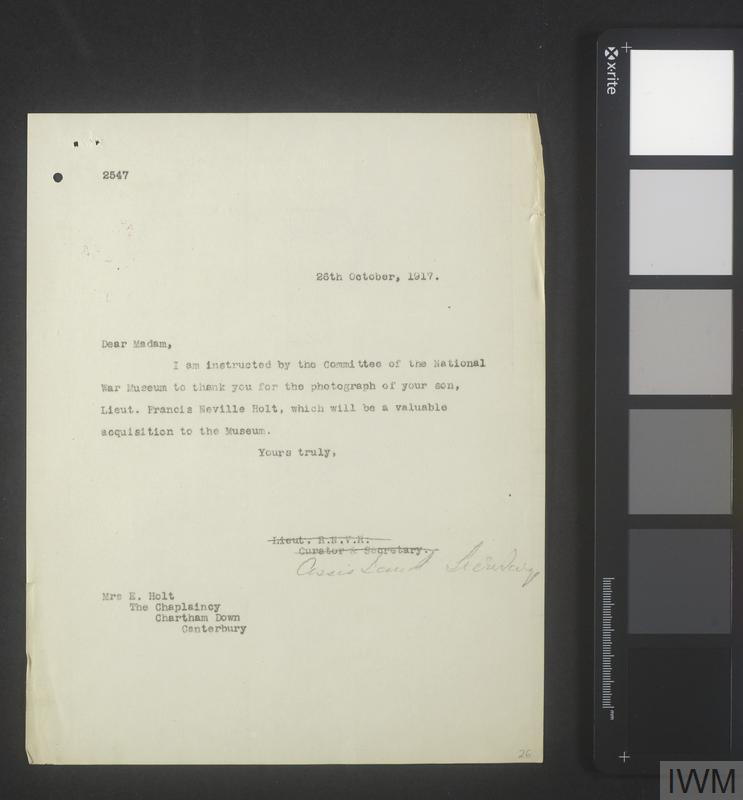 2547
26th October, 1917.
Dear Madam,
I am instructed by the Committee of the National
War Museum to thank you for the photograph of your son,
Lieut. Francis Neville Holt, which will be a valuable
acquisition to the Museum.
Yours truly,
Lieut. R.N.V.R.
Curator & Secretary.
Assistant Secretary
Mrs E. Holt
The Chaplaincy
Chartham Down
Canterbury
26
x-rite
mm
IWM